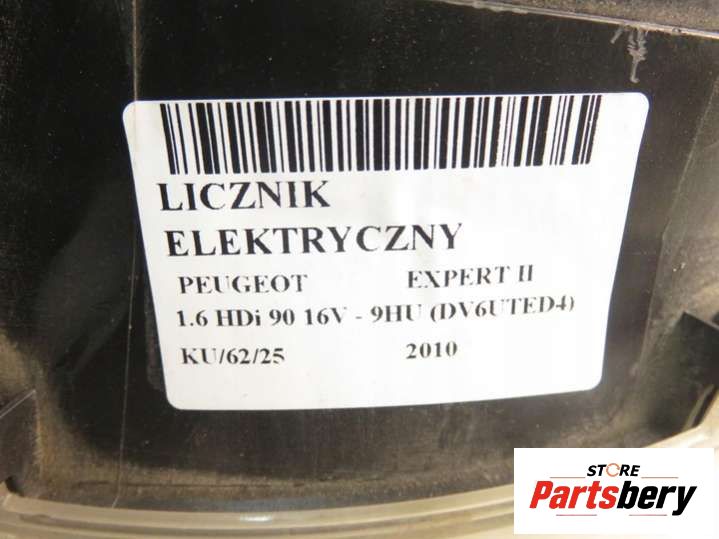 LICZNIK
ELEKTRYCZNY
PEUGEOT EXPERT II
1.6 HDi 90 16V - 9HU (DV6UTED4)
KU/62/25 2010
STORE
Partsbery